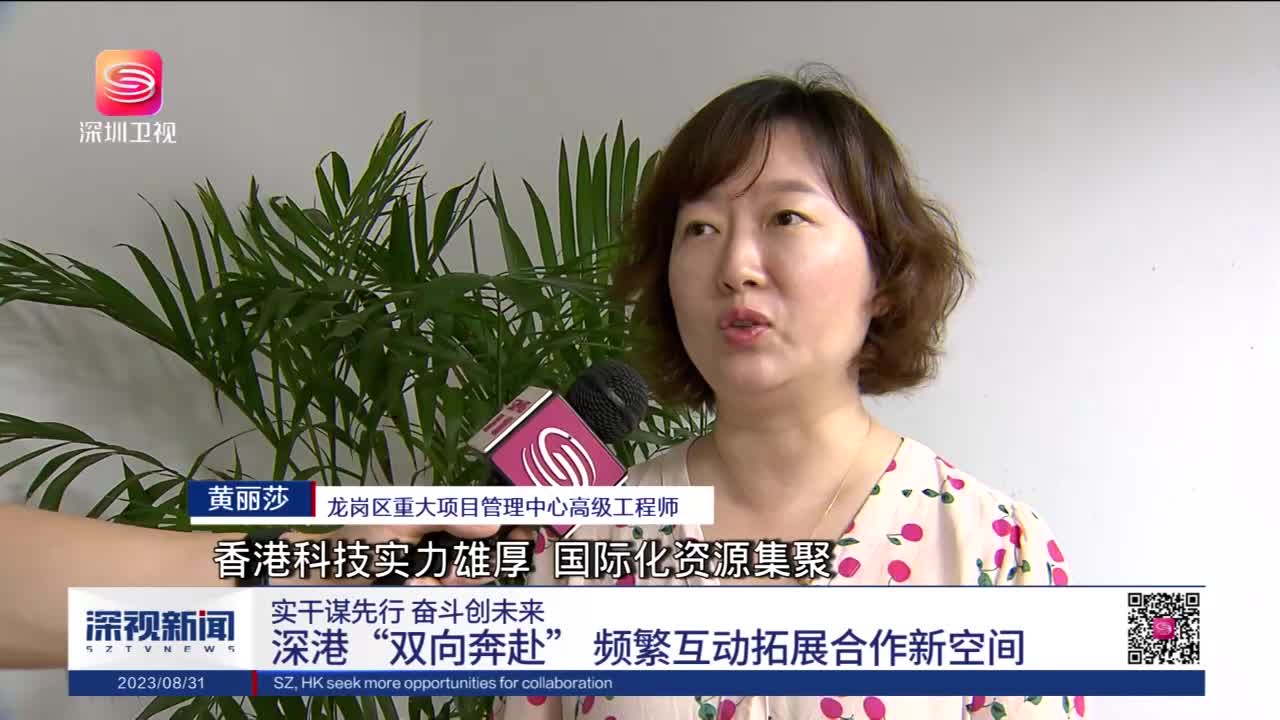 深圳卫视
黄丽莎
龙岗区重大项目管理中心高级工程师
香港科技实力雄厚 国际化资源集聚
深视新闻
SZTVNEWS
实干谋先行 奋斗创未来
深港“双向奔赴” 频繁互动拓展合作新空间
2023/08/31
SZ, HK seek more opportunities for collaboration